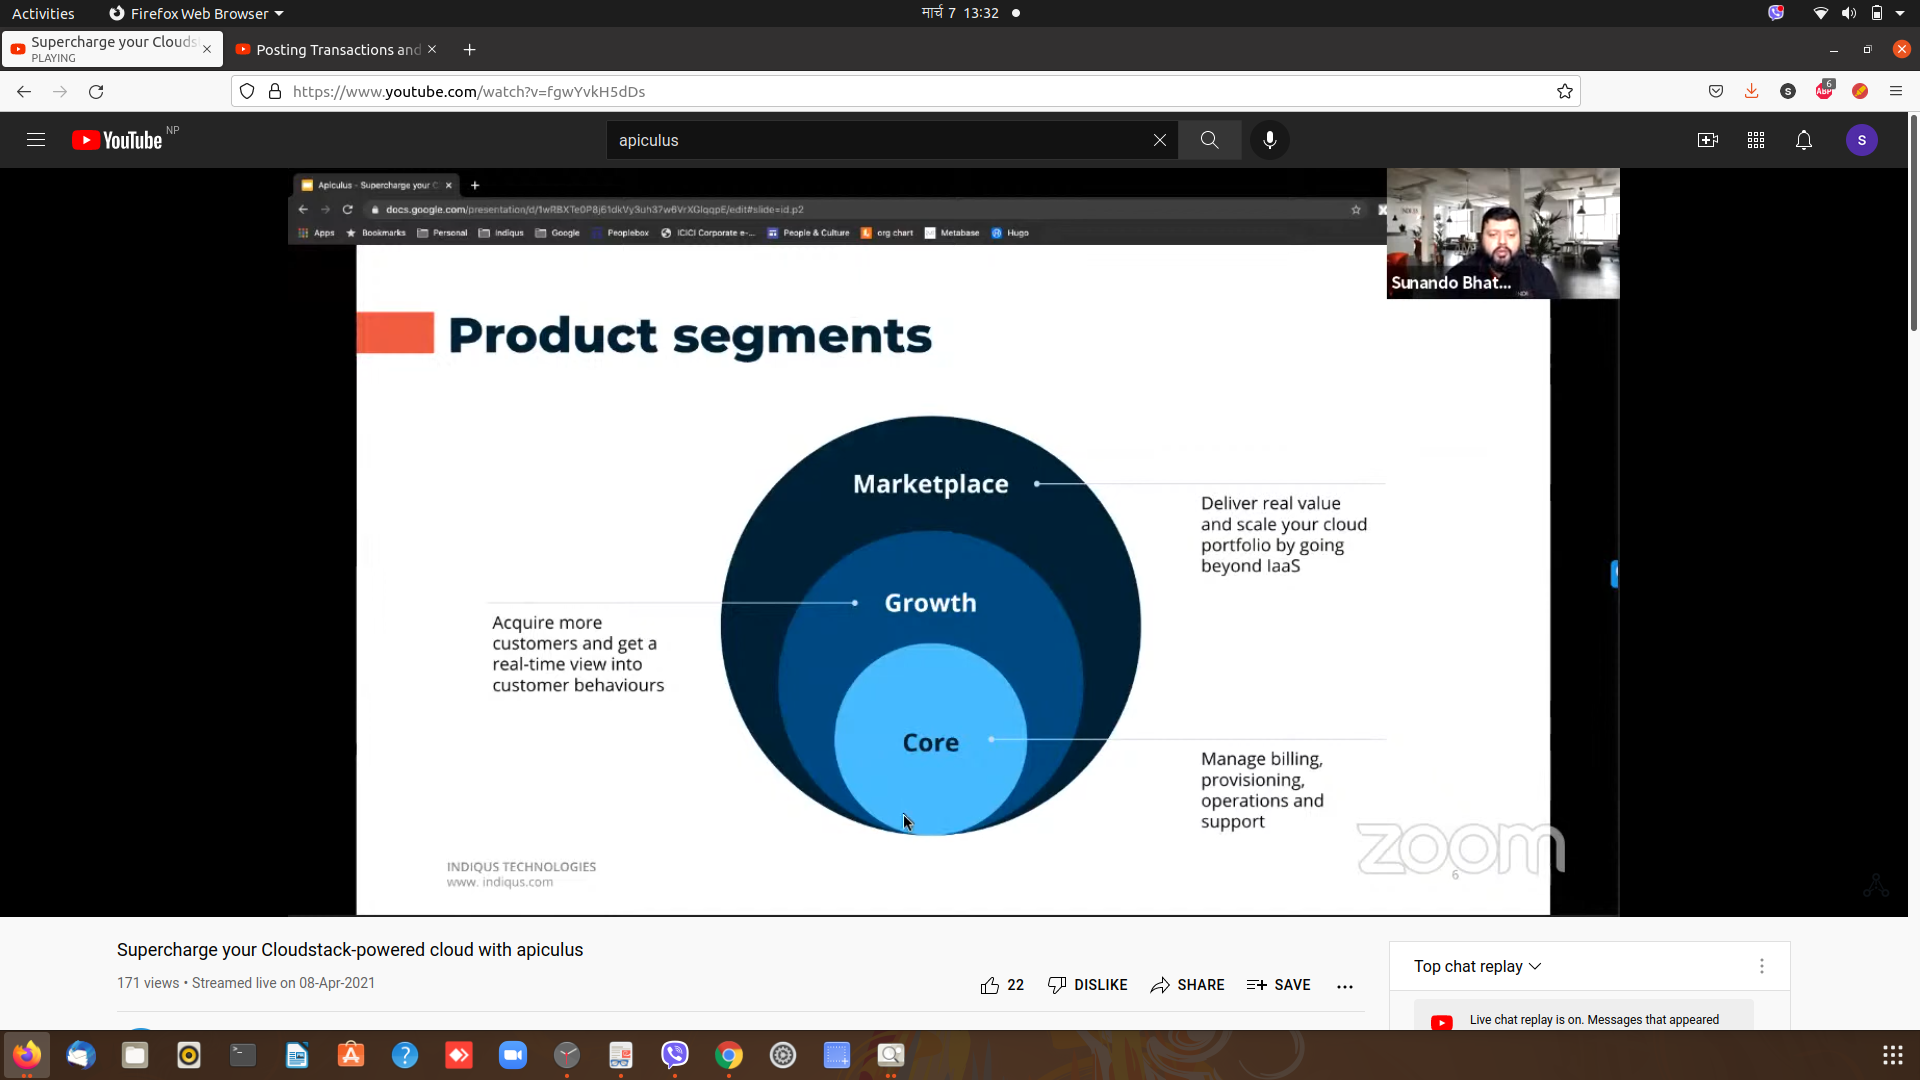 Activities
Firefox Web Browser
मार्च 7 13:32
Supercharge your Clouds
PLAYING
Posting Transactions and
https://www.youtube.com/watch?v=fgwYvkH5dDs
6
ABP
S
YouTube NP
apiculus
S
Apiculus - Supercharge your C
docs.google.com/presentation/d/1wRBXTe0P8j61dkVy3uh37w6VrXGlqqpE/edit#slide=id.p2
Apps Bookmarks Personal Indiqus Google Peoplebox ICICI Corporate e-... People & Culture org chart Metabase Hugo
Sunando Bhat...
Product segments
Marketplace
Deliver real value
and scale your cloud
portfolio by going
beyond IaaS
Growth
Acquire more
customers and get a
real-time view into
customer behaviours
Core
Manage billing,
provisioning,
operations and
support
INDIQUS TECHNOLOGIES
www. indiqus.com
zoom
6
Supercharge your Cloudstack-powered cloud with apiculus
171 views • Streamed live on 08-Apr-2021
22 DISLIKE SHARE SAVE
Top chat replay
Live chat replay is on. Messages that appeared